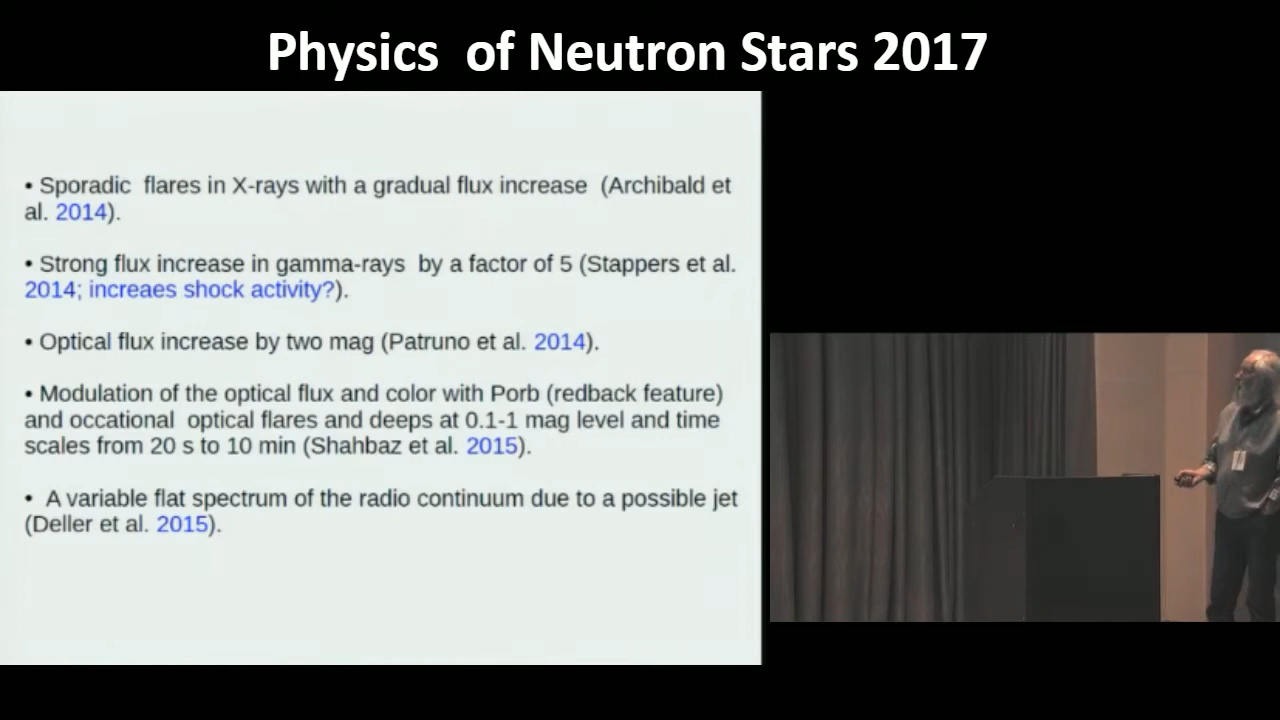 Physics of Neutron Stars 2017
• Sporadic flares in X-rays with a gradual flux increase (Archibald et
al. 2014).
• Strong flux increase in gamma-rays by a factor of 5 (Stappers et al.
2014; increaes shock activity?).
• Optical flux increase by two mag (Patruno et al. 2014).
• Modulation of the optical flux and color with Porb (redback feature)
and occational optical flares and deeps at 0.1-1 mag level and time
scales from 20 s to 10 min (Shahbaz et al. 2015).
• A variable flat spectrum of the radio continuum due to a possible jet
(Deller et al. 2015).